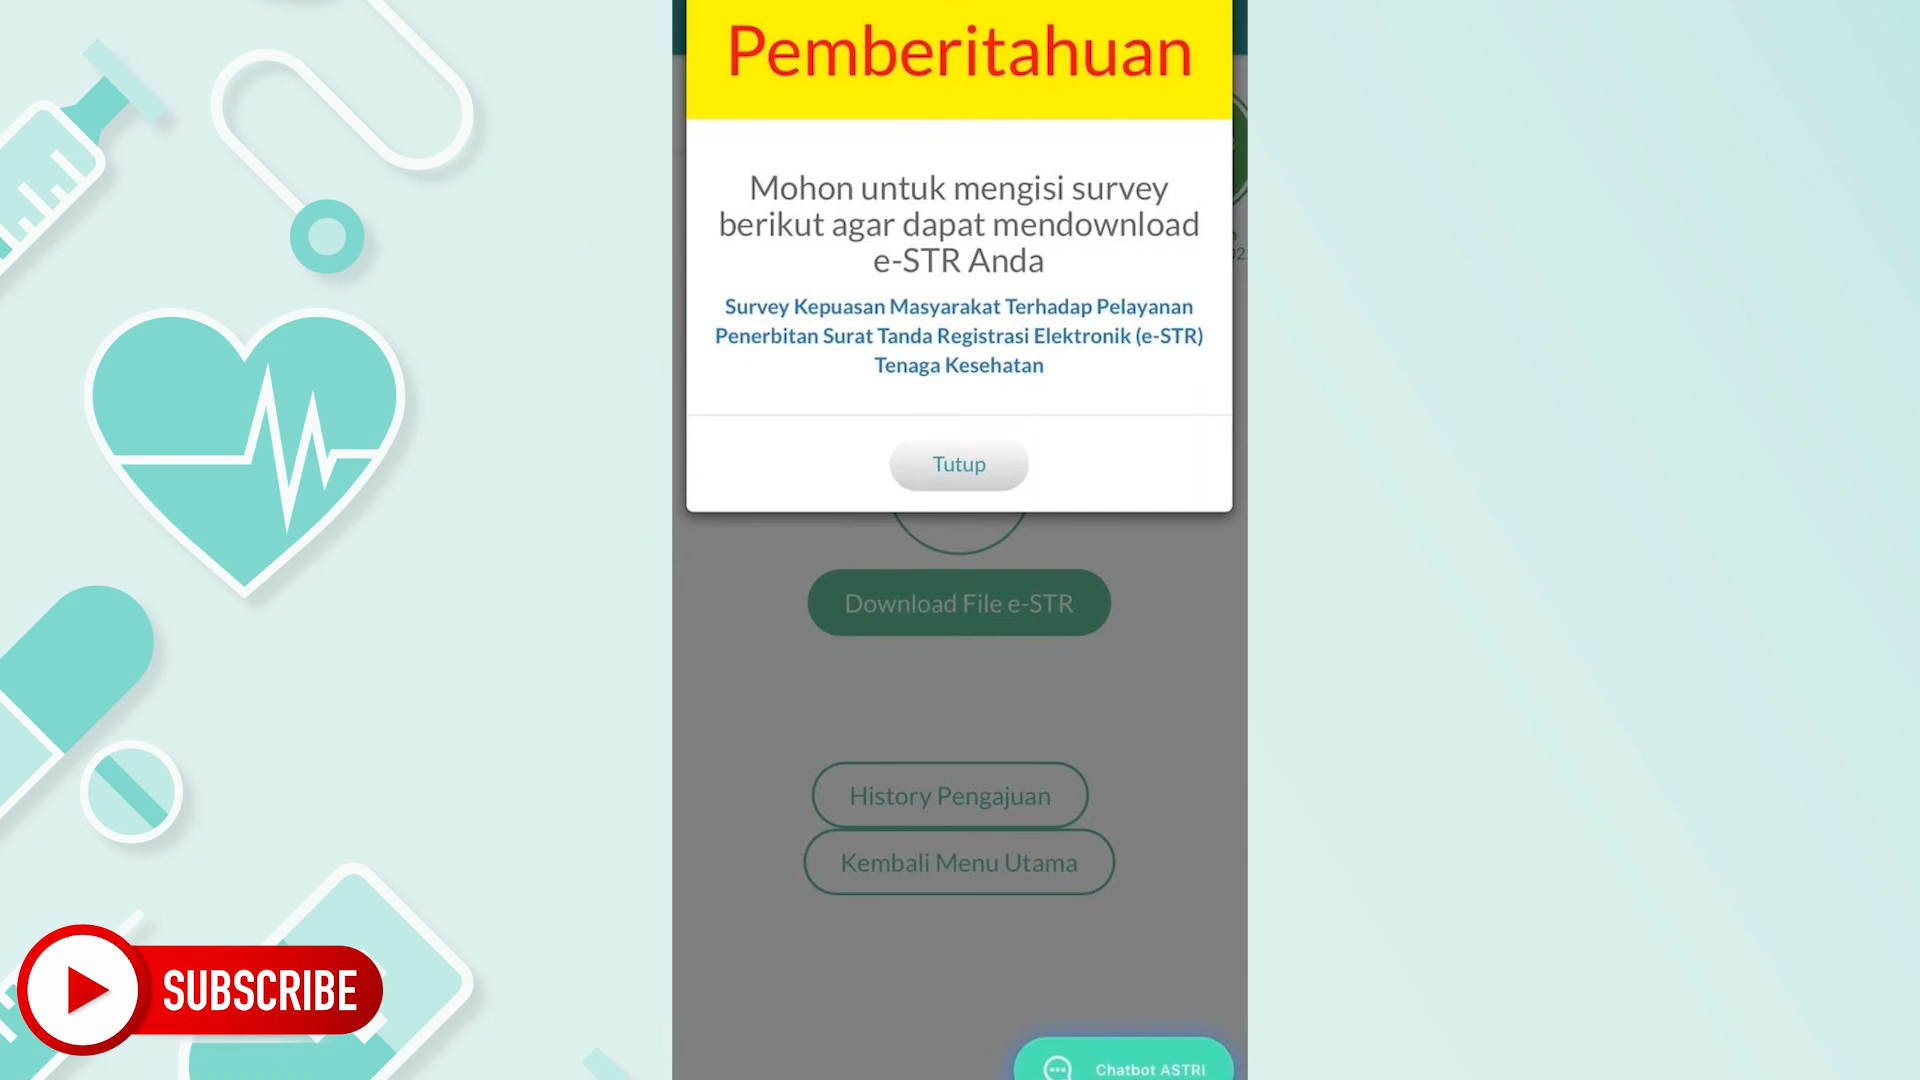 Pemberitahuan
Mohon untuk mengisi survey
berikut agar dapat mendownload
e-STR Anda
Survey Kepuasan Masyarakat Terhadap Pelayanan
Penerbitan Surat Tanda Registrasi Elektronik (e-STR)
Tenaga Kesehatan
Tutup
Download File e-STR
History Pengajuan
Kembali Menu Utama
SUBSCRIBE
Chatbot ASTRI